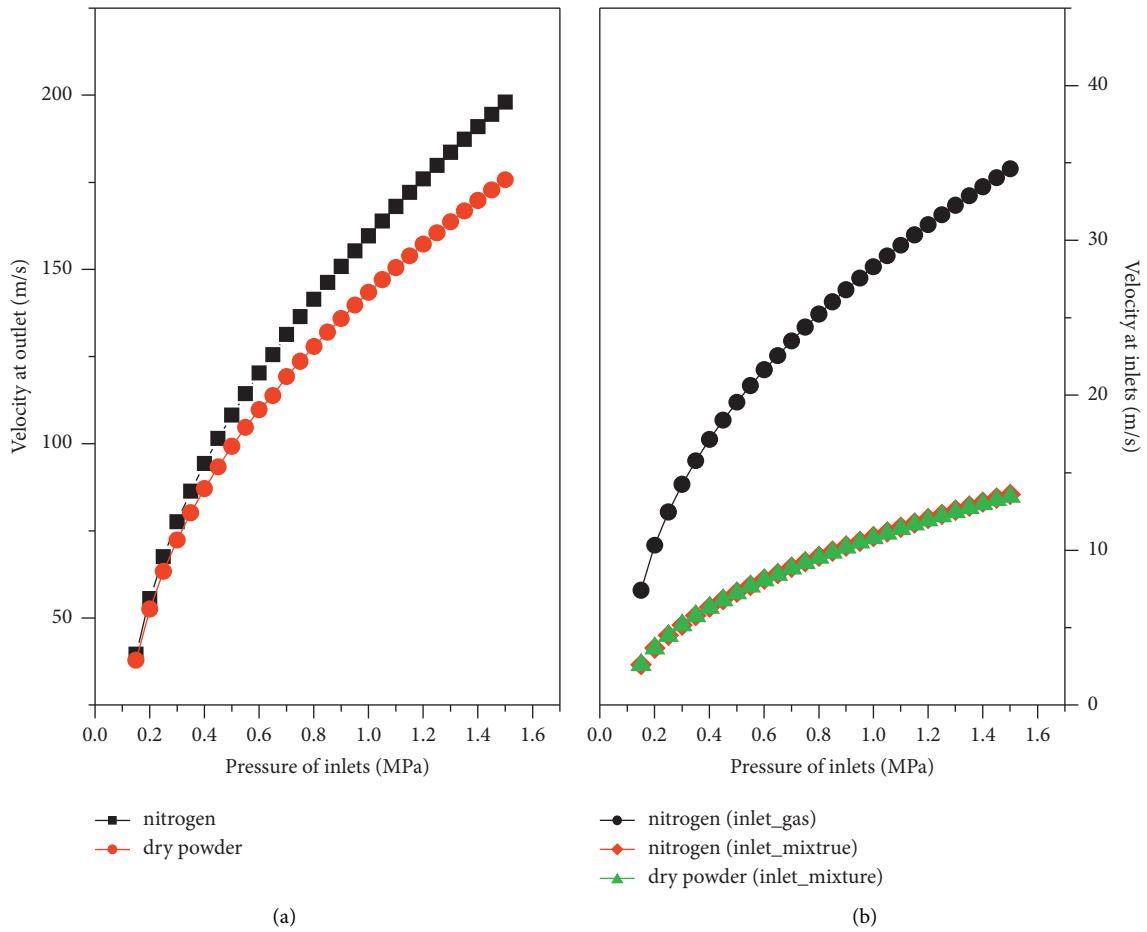 200
150
100
50
Velocity at outlet (m/s)
0.0 0.2 0.4 0.6 0.8 1.0 1.2 1.4 1.6
Pressure of inlets (MPa)
nitrogen
dry powder
(a)
40
30
20
10
0
Velocity at inlets (m/s)
0.0 0.2 0.4 0.6 0.8 1.0 1.2 1.4 1.6
Pressure of inlets (MPa)
nitrogen (inlet_gas)
nitrogen (inlet_mixtrue)
dry powder (inlet_mixture)
(b)